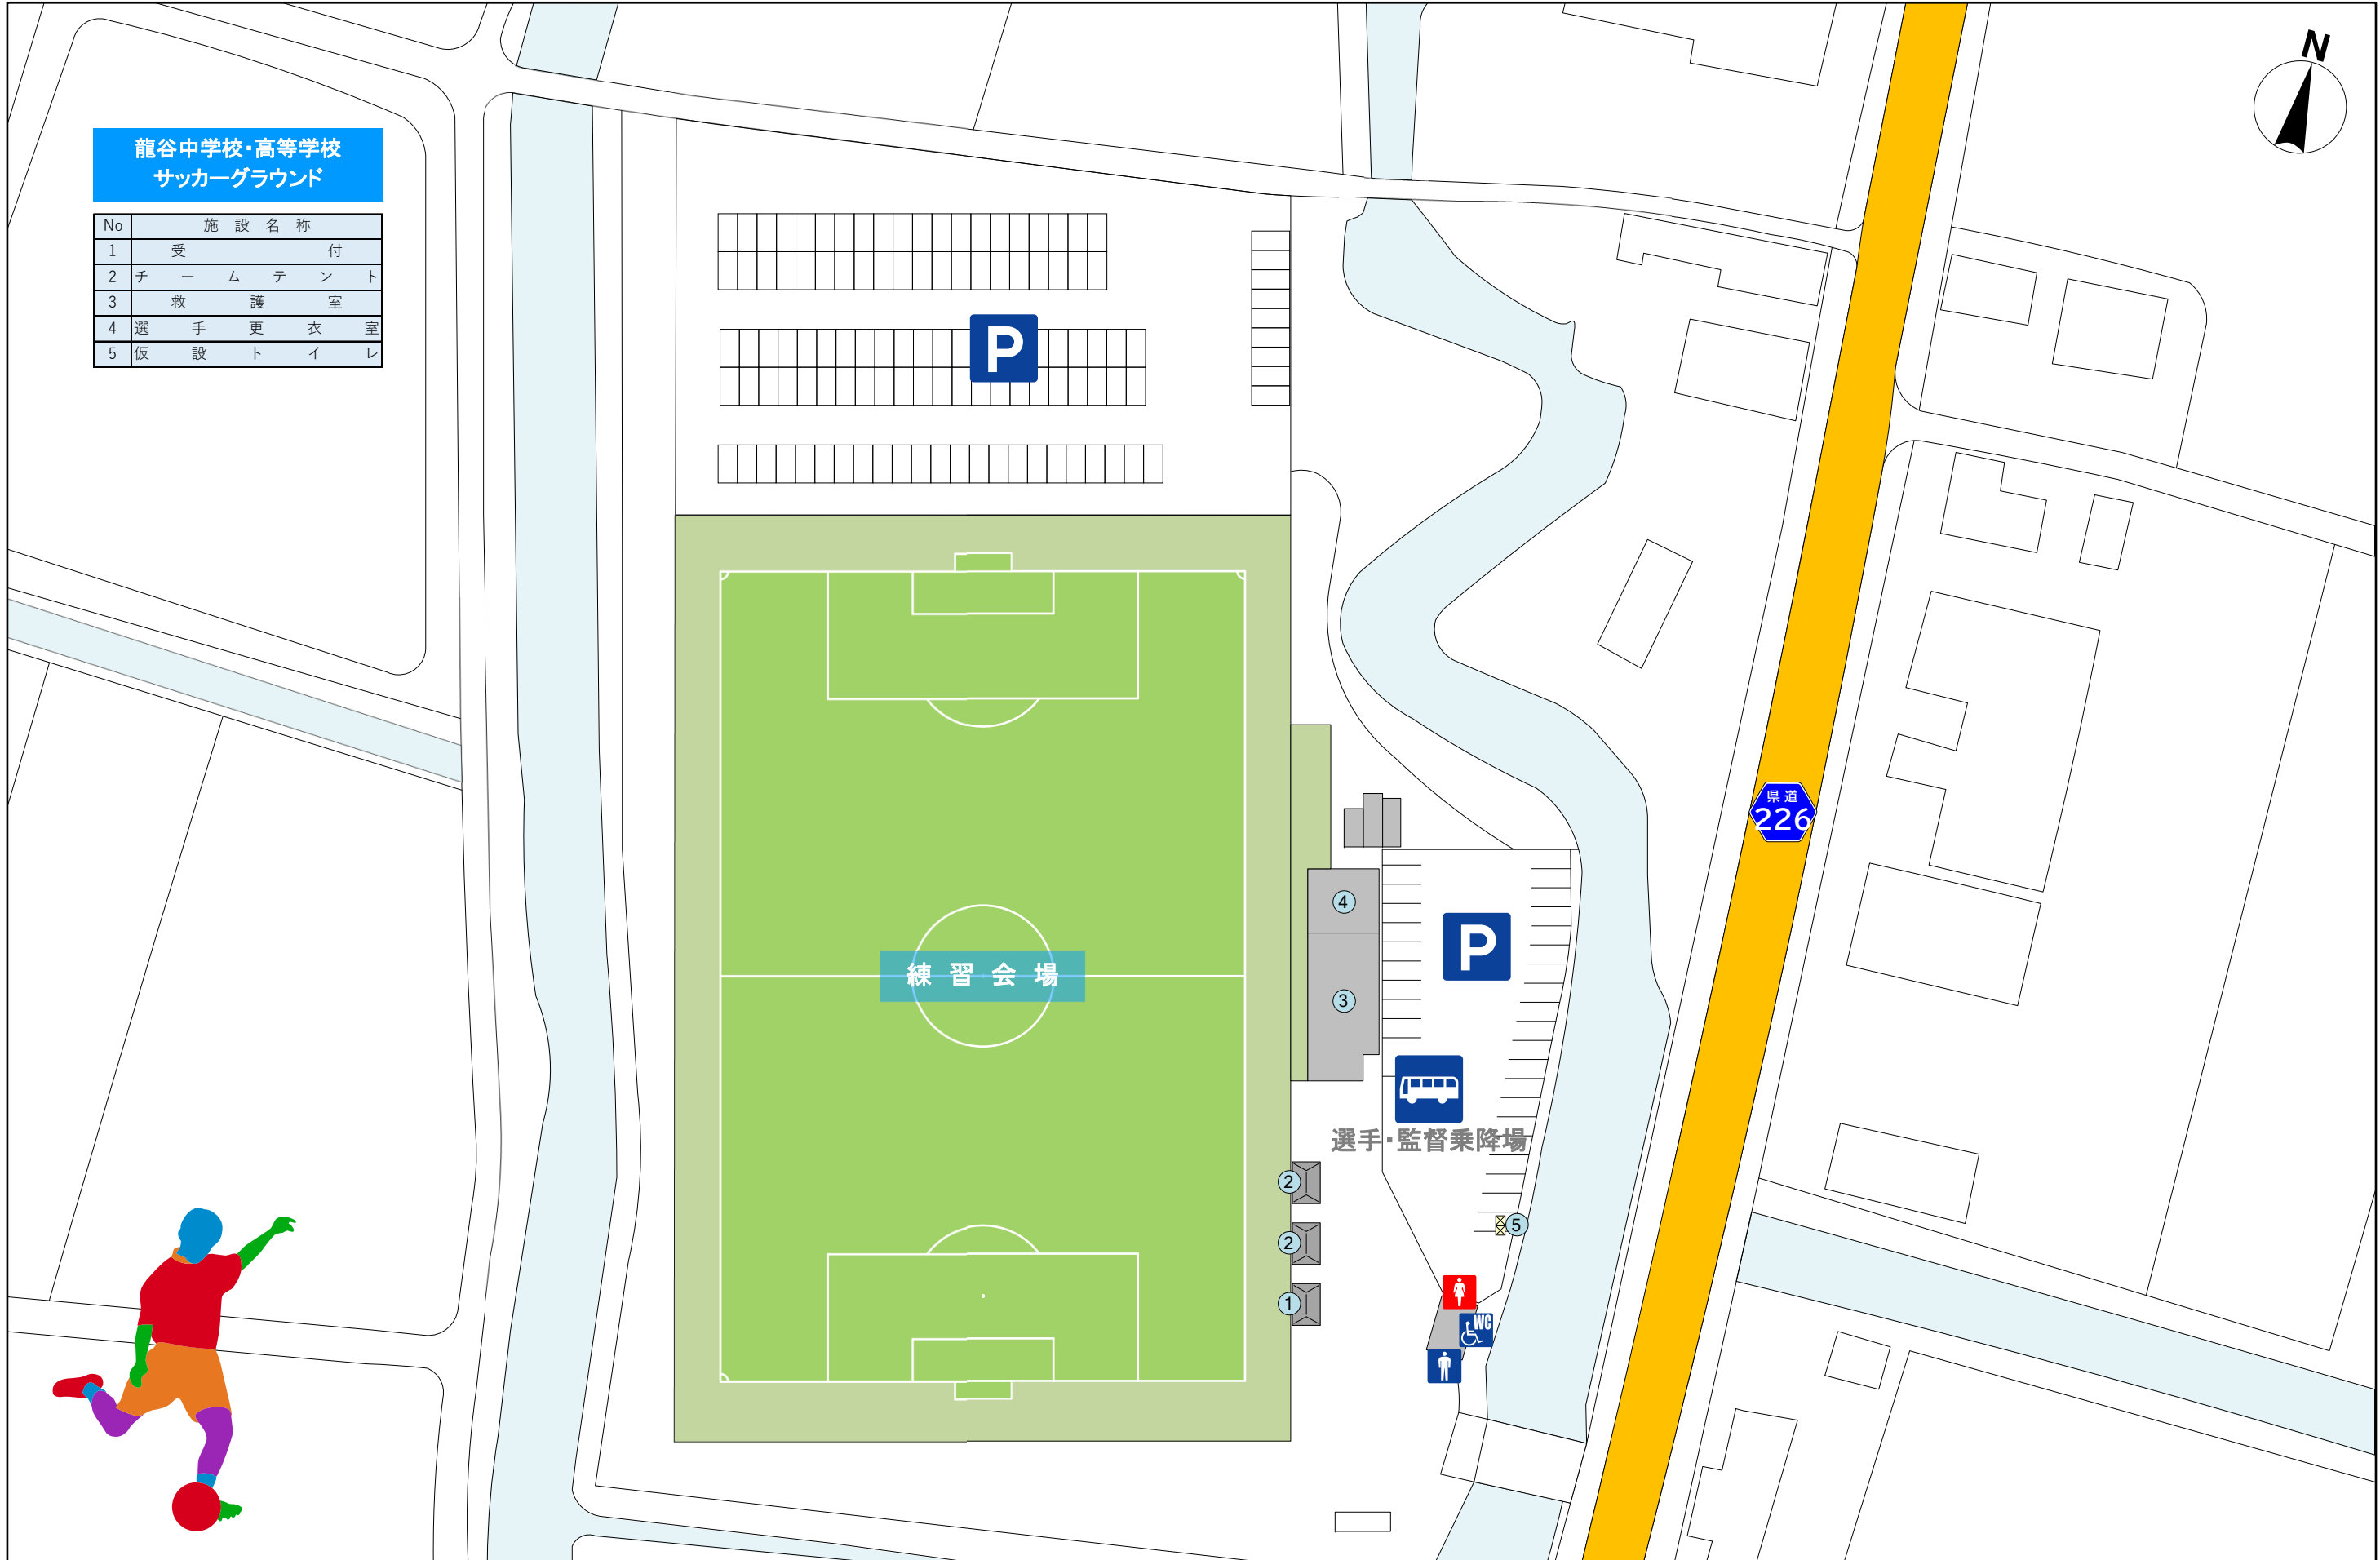 龍谷中学校・高等学校
サッカーグラウンド
No 施設名称
1 受付
2 チームテント
3 救護室
4 選手更衣室
5 仮設トイレ
N
P
県道
226
4
P
練習会場
3
選手・監督乗降場
2
5
2
1
WC